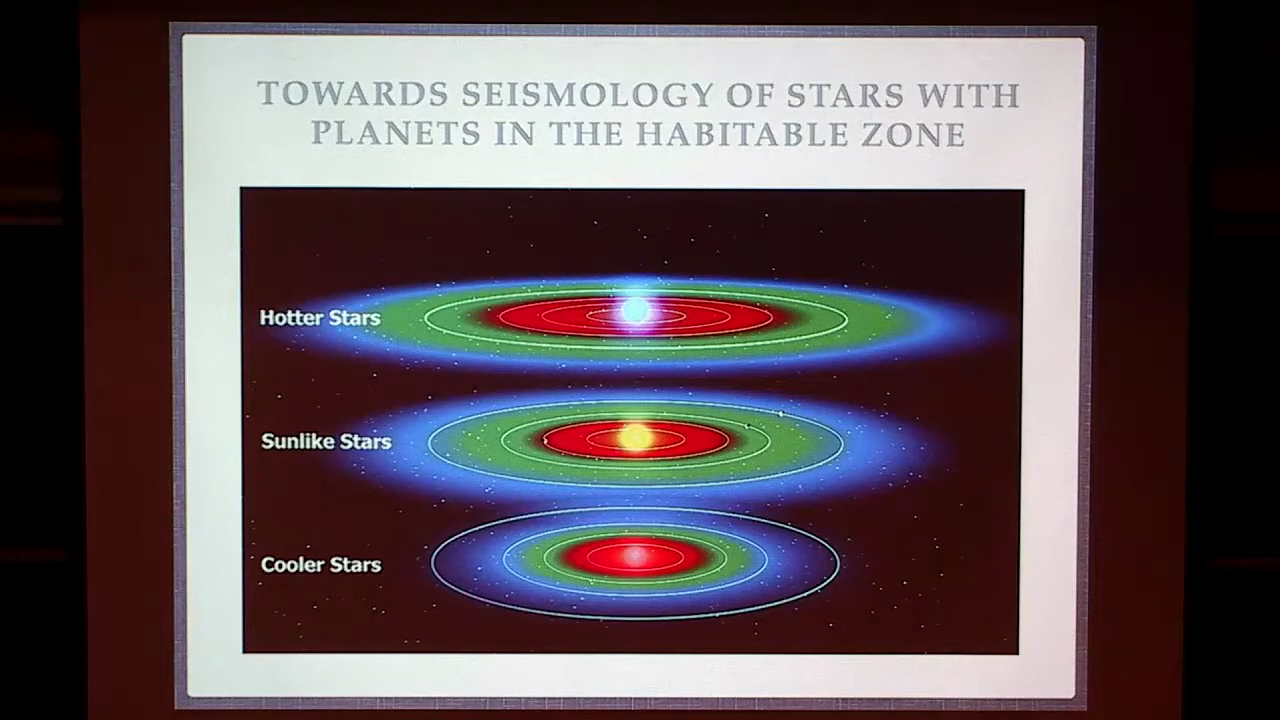 TOWARDS SEISMOLOGY OF STARS WITH
PLANETS IN THE HABITABLE ZONE
Hotter Stars
Sunlike Stars
Cooler Stars